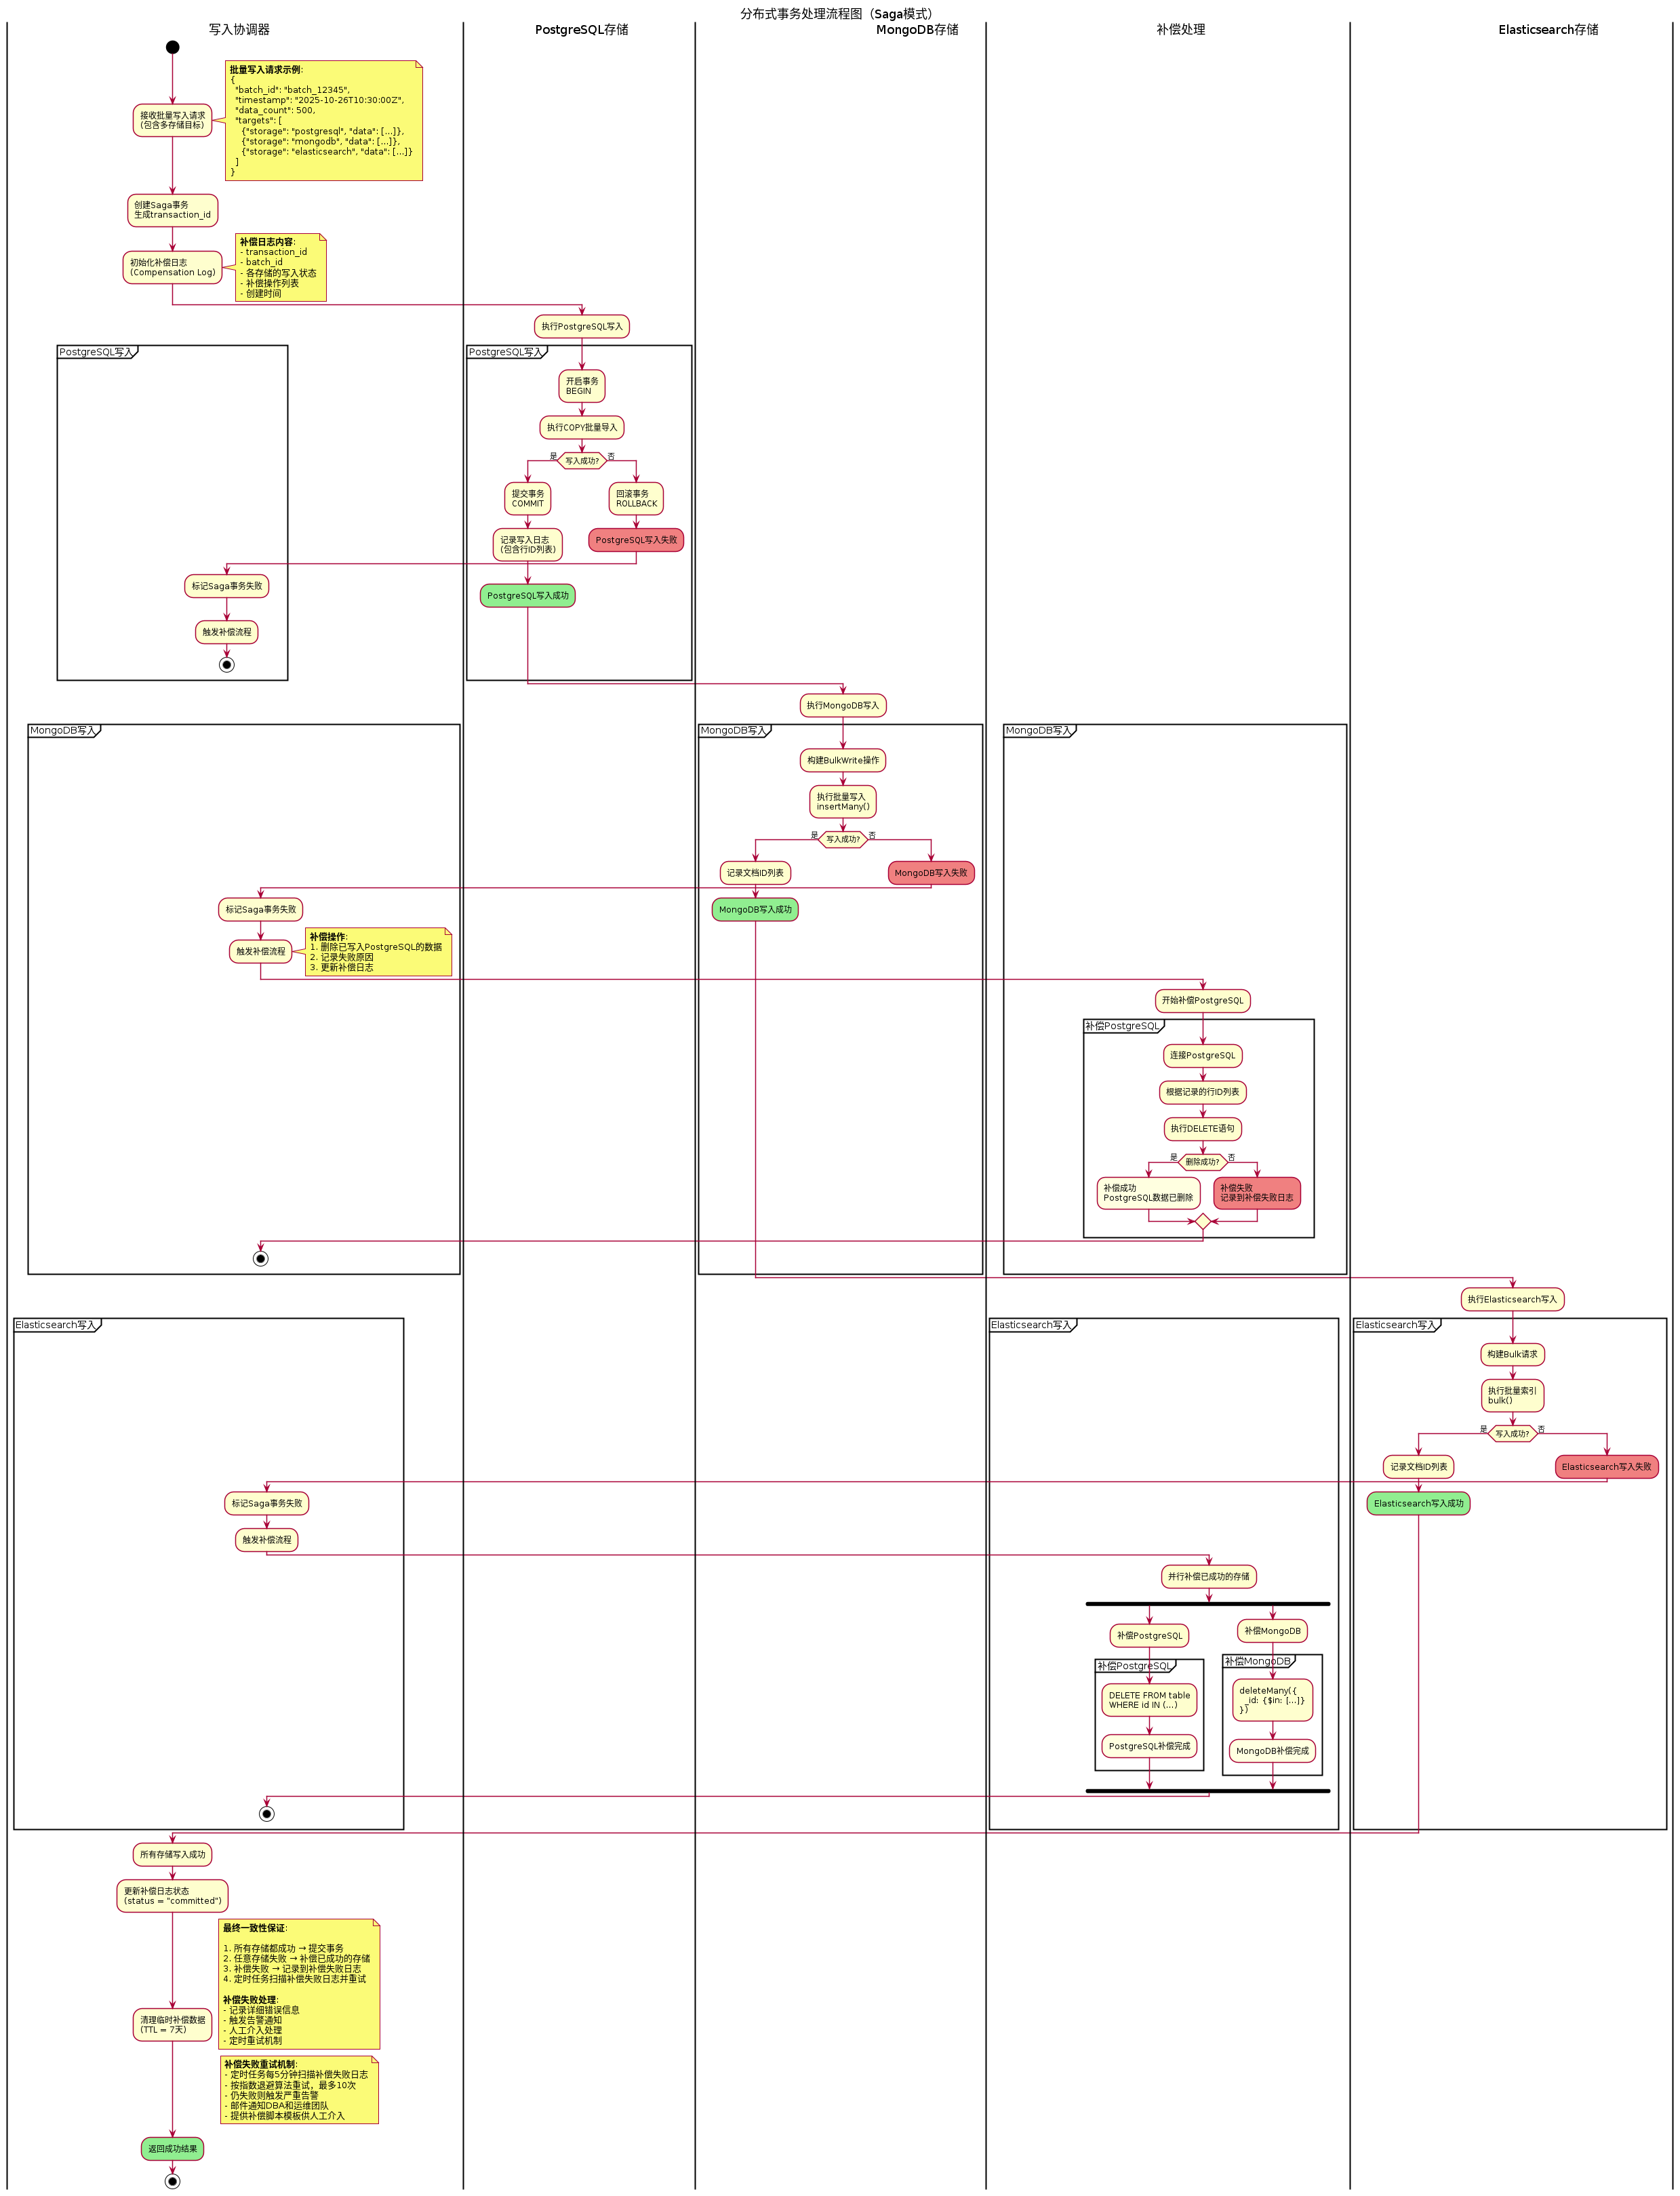 分布式事务处理流程图（Saga模式）
写入协调器
PostgreSQL存储
MongoDB存储
补偿处理
Elasticsearch存储
接收批量写入请求
(包含多存储目标)
批量写入请求示例:
{
"batch_id": "batch_12345",
"timestamp": "2025-10-26T10:30:00Z",
"data_count": 500,
"targets": [
{"storage": "postgresql", "data": [...]},
{"storage": "mongodb", "data": [...]},
{"storage": "elasticsearch", "data": [...]}
]
}
创建Saga事务
生成transaction_id
初始化补偿日志
(Compensation Log)
补偿日志内容:
- transaction_id
- batch_id
- 各存储的写入状态
- 补偿操作列表
- 创建时间
执行PostgreSQL写入
PostgreSQL写入
PostgreSQL写入
开启事务
BEGIN
执行COPY批量导入
写入成功?
是
否
提交事务
COMMIT
回滚事务
ROLLBACK
记录写入日志
(包含行ID列表)
PostgreSQL写入失败
标记Saga事务失败
PostgreSQL写入成功
触发补偿流程
执行MongoDB写入
MongoDB写入
MongoDB写入
MongoDB写入
构建BulkWrite操作
执行批量写入
insertMany()
写入成功?
是
否
记录文档ID列表
MongoDB写入失败
标记Saga事务失败
MongoDB写入成功
触发补偿流程
补偿操作:
1. 删除已写入PostgreSQL的数据
2. 记录失败原因
3. 更新补偿日志
开始补偿PostgreSQL
补偿PostgreSQL
连接PostgreSQL
根据记录的行ID列表
执行DELETE语句
删除成功?
是
否
补偿成功
PostgreSQL数据已删除
补偿失败
记录到补偿失败日志
执行Elasticsearch写入
Elasticsearch写入
Elasticsearch写入
Elasticsearch写入
构建Bulk请求
执行批量索引
bulk()
写入成功?
是
否
记录文档ID列表
Elasticsearch写入失败
标记Saga事务失败
Elasticsearch写入成功
触发补偿流程
并行补偿已成功的存储
补偿PostgreSQL
补偿MongoDB
补偿PostgreSQL
补偿MongoDB
DELETE FROM table
WHERE id IN (...)
deleteMany({
_id: {$in: [...]}
})
PostgreSQL补偿完成
MongoDB补偿完成
所有存储写入成功
更新补偿日志状态
(status = "committed")
最终一致性保证:
1. 所有存储都成功 → 提交事务
2. 任意存储失败 → 补偿已成功的存储
3. 补偿失败 → 记录到补偿失败日志
4. 定时任务扫描补偿失败日志并重试
补偿失败处理:
- 记录详细错误信息
- 触发告警通知
- 人工介入处理
- 定时重试机制
清理临时补偿数据
(TTL = 7天)
补偿失败重试机制:
- 定时任务每5分钟扫描补偿失败日志
- 按指数退避算法重试，最多10次
- 仍失败则触发严重告警
- 邮件通知DBA和运维团队
- 提供补偿脚本模板供人工介入
返回成功结果